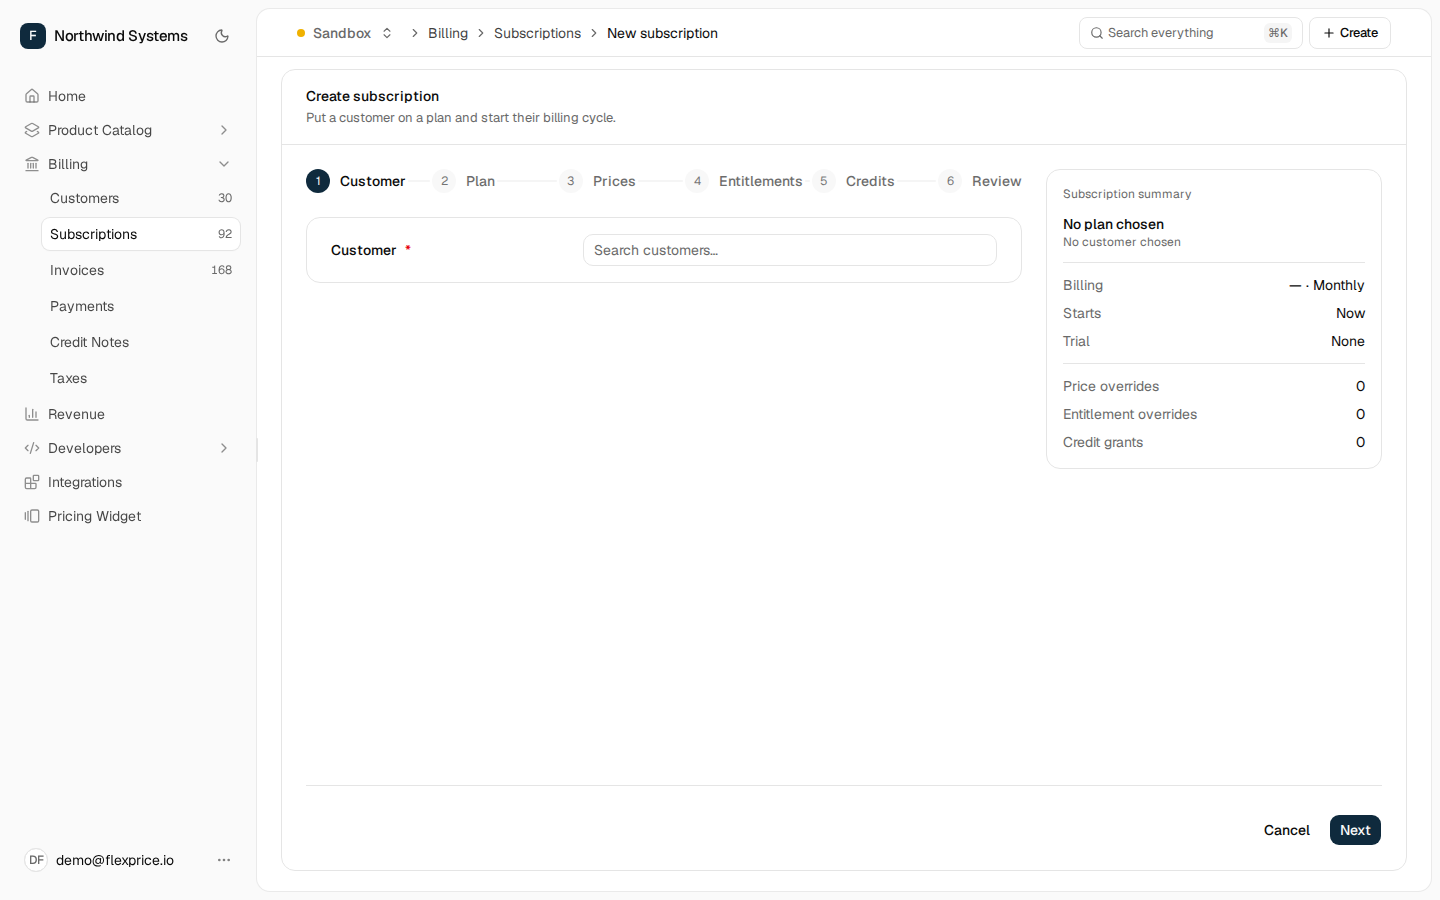 F Northwind Systems
Home
Product Catalog
Billing
Customers 30
Subscriptions 92
Invoices 168
Payments
Credit Notes
Taxes
Revenue
Developers
Integrations
Pricing Widget
DF demo@flexprice.io
Sandbox Billing Subscriptions New subscription
Search everything ⌘K
Create
Create subscription
Put a customer on a plan and start their billing cycle.
1 Customer 2 Plan 3 Prices 4 Entitlements 5 Credits 6 Review
Customer *
Search customers...
Subscription summary
No plan chosen
No customer chosen
Billing — · Monthly
Starts Now
Trial None
Price overrides 0
Entitlement overrides 0
Credit grants 0
Cancel Next